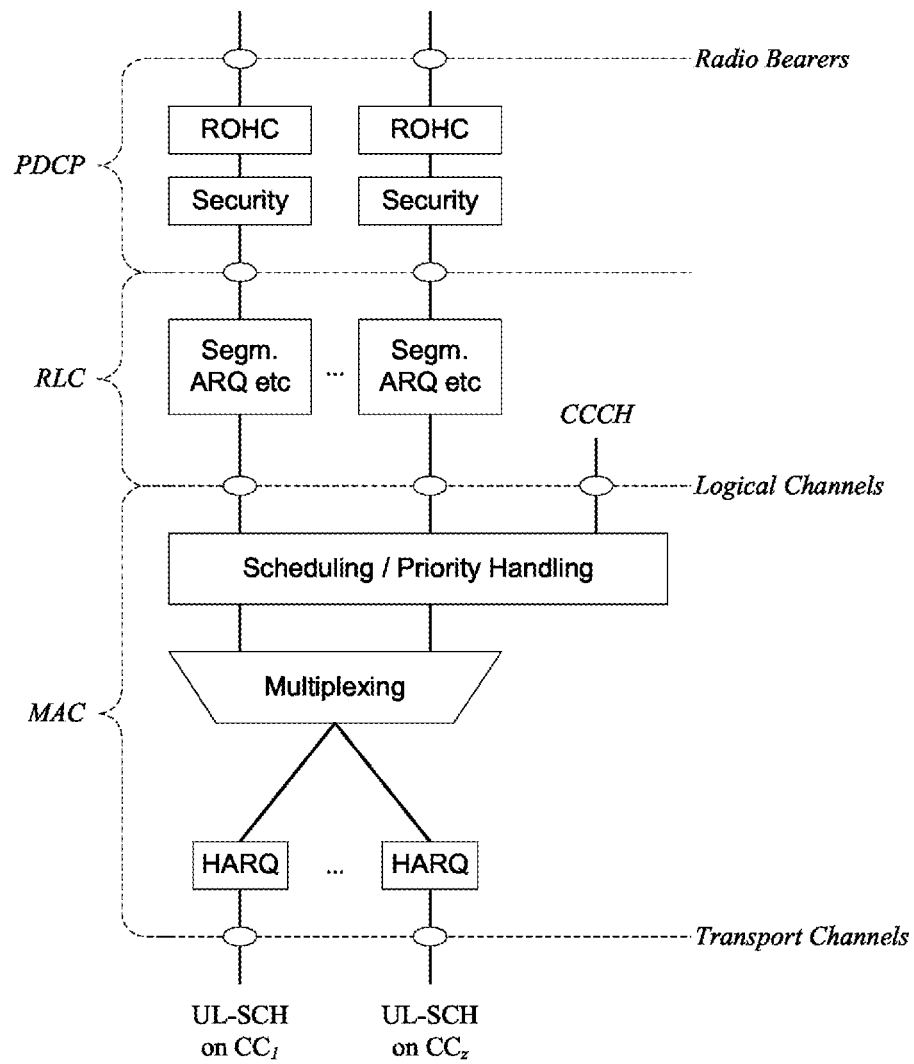 Radio Bearers
ROHC ROHC
PDCP
Security Security
Segm. ARQ etc ... Segm. ARQ etc
RLC
CCCH
Logical Channels
Scheduling / Priority Handling
Multiplexing
MAC
HARQ ... HARQ
Transport Channels
UL-SCH on CC1 UL-SCH on CCz